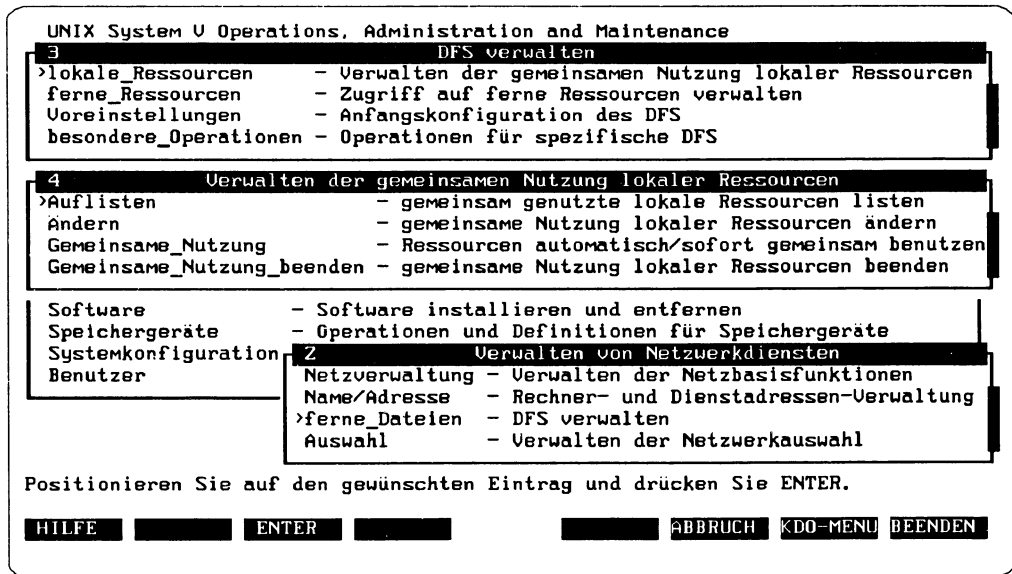 UNIX System V Operations, Administration and Maintenance
3 DFS verwalten
>lokale_Ressourcen - Verwalten der gemeinsamen Nutzung lokaler Ressourcen
ferne_Ressourcen - Zugriff auf ferne Ressourcen verwalten
Voreinstellungen - Anfangskonfiguration des DFS
besondere_Operationen - Operationen für spezifische DFS
4 Verwalten der gemeinsamen Nutzung lokaler Ressourcen
>Auflisten - gemeinsam genutzte lokale Ressourcen listen
Ändern - gemeinsame Nutzung lokaler Ressourcen ändern
Gemeinsame_Nutzung - Ressourcen automatisch/sofort gemeinsam benutzen
Gemeinsame_Nutzung_beenden - gemeinsame Nutzung lokaler Ressourcen beenden
Software - Software installieren und entfernen
Speichergeräte - Operationen und Definitionen für Speichergeräte
Systemkonfiguration
Benutzer
2 Verwalten von Netzwerkdiensten
Netzverwaltung - Verwalten der Netzbasisfunktionen
Name/Adresse - Rechner- und Dienstadressen-Verwaltung
>ferne_Dateien - DFS verwalten
Auswahl - Verwalten der Netzwerkauswahl
Positionieren Sie auf den gewünschten Eintrag und drücken Sie ENTER.
HILFE ENTER ABBRUCH KDO-MENU BEENDEN